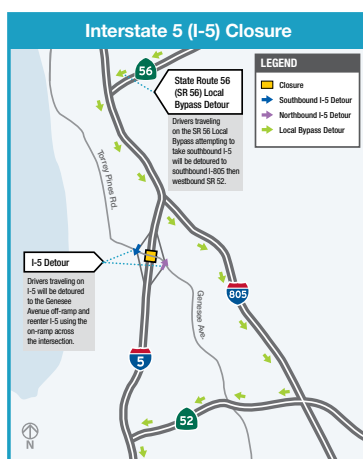 Interstate 5 (I-5) Closure
56
State Route 56
(SR 56) Local
Bypass Detour
Drivers traveling
on the SR 56 Local
Bypass attempting to
take southbound I-5
will be detoured to
southbound I-805 then
westbound SR 52.
LEGEND
Closure
Southbound I-5 Detour
Northbound I-5 Detour
Local Bypass Detour
Torrey Pines Rd.
I-5 Detour
Drivers traveling on
I-5 will be detoured
to the Genesee
Avenue off-ramp and
reenter I-5 using the
on-ramp across
the intersection.
Genesee Ave.
805
5
52
N